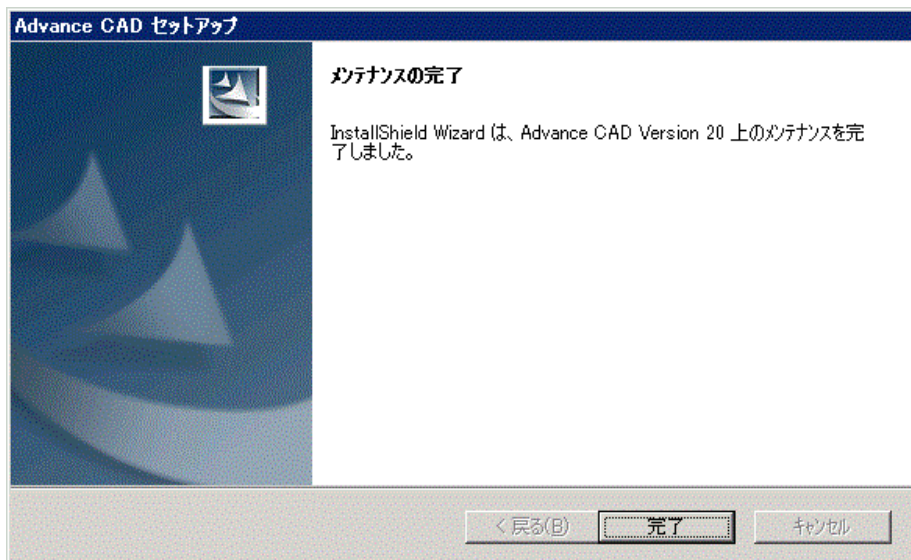 Advance CAD セットアップ
メンテナンスの完了
InstallShield Wizard は、Advance CAD Version 20 上のメンテナンスを完
了しました。
< 戻る(B)
完了
キャンセル